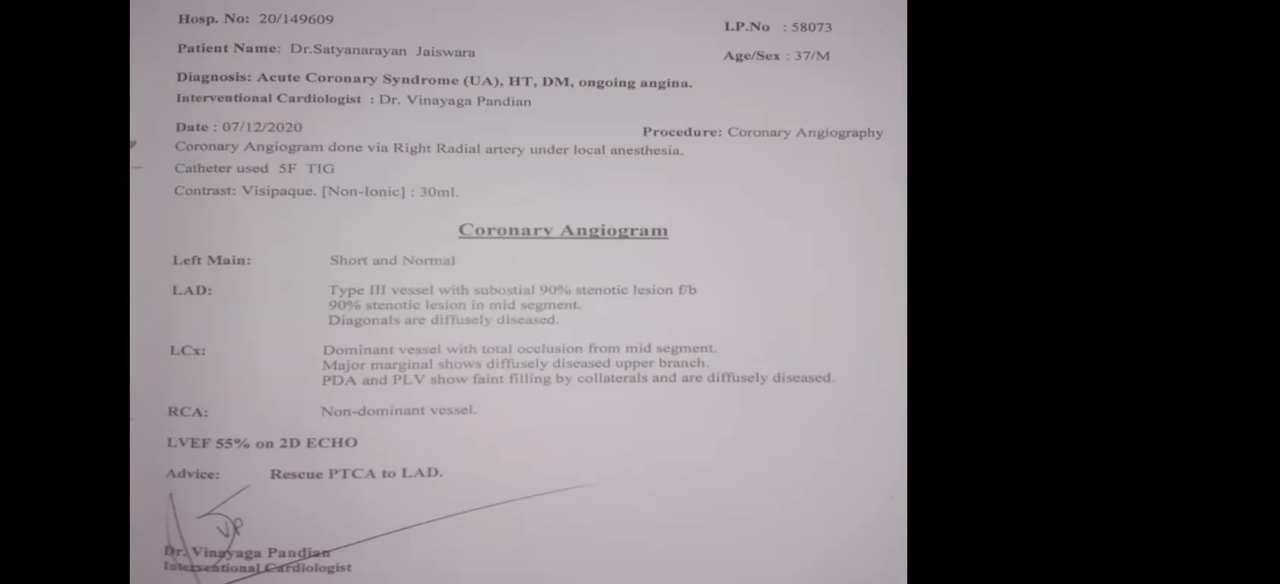 Hosp. No: 20/149609
I.P.No : 58073
Patient Name: Dr.Satyanarayan Jaiswara
Age/Sex : 37/M
Diagnosis: Acute Coronary Syndrome (UA), HT, DM, ongoing angina.
Interventional Cardiologist : Dr. Vinayaga Pandian
Date : 07/12/2020
Procedure: Coronary Angiography
Coronary Angiogram done via Right Radial artery under local anesthesia.
Catheter used 5F TIG
Contrast: Visipaque. [Non-Ionic] : 30ml.
Coronary Angiogram
Left Main: Short and Normal
LAD: Type III vessel with subostial 90% stenotic lesion f/b
90% stenotic lesion in mid segment.
Diagonals are diffusely diseased.
LCx: Dominant vessel with total occlusion from mid segment.
Major marginal shows diffusely diseased upper branch.
PDA and PLV show faint filling by collaterals and are diffusely diseased.
RCA: Non-dominant vessel.
LVEF 55% on 2D ECHO
Advice: Rescue PTCA to LAD.
VP
Dr. Vinayaga Pandian
Interventional Cardiologist